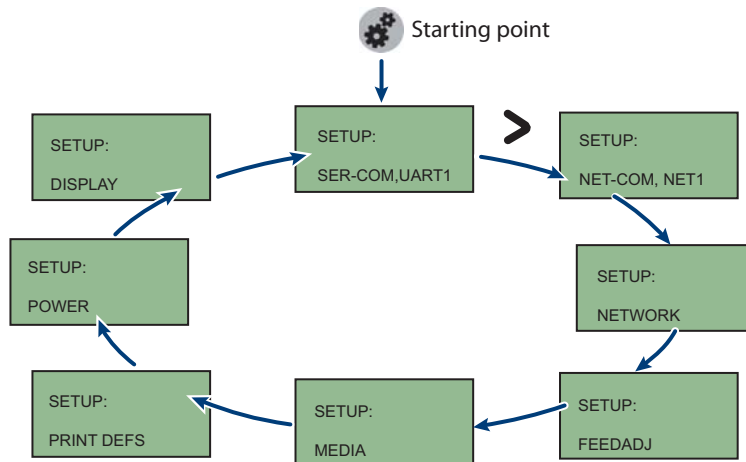 Starting point
SETUP:
SER-COM,UART1
>
SETUP:
NET-COM, NET1
SETUP:
NETWORK
SETUP:
FEEDADJ
SETUP:
MEDIA
SETUP:
PRINT DEFS
SETUP:
POWER
SETUP:
DISPLAY